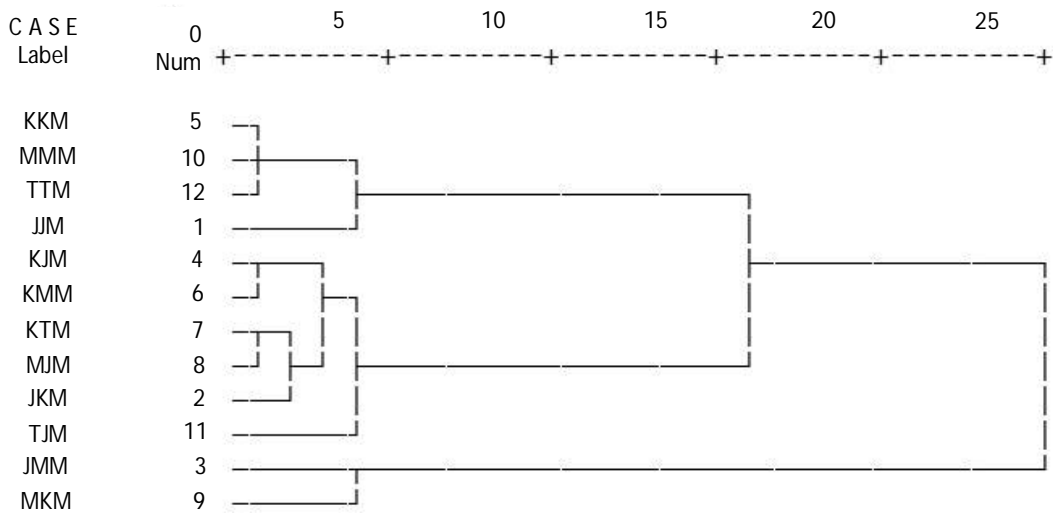 C A S E 0 5 10 15 20 25
Label Num
KKM 5
MMM 10
TTM 12
JJM 1
KJM 4
KMM 6
KTM 7
MJM 8
JKM 2
TJM 11
JMM 3
MKM 9